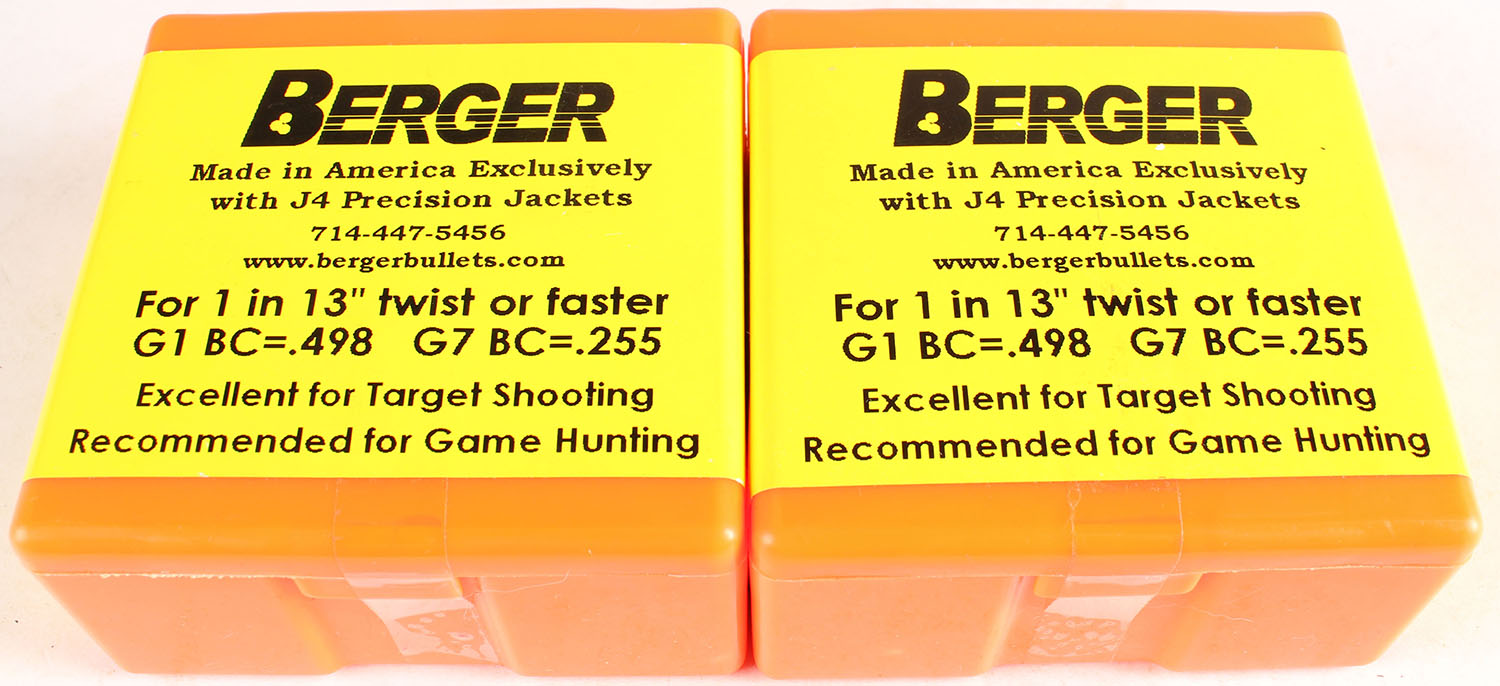 BERGER
Made in America Exclusively
with J4 Precision Jackets
714-447-5456
www.bergerbullets.com
For 1 in 13" twist or faster
G1 BC=.498 G7 BC=.255
Excellent for Target Shooting
Recommended for Game Hunting
BERGER
Made in America Exclusively
with J4 Precision Jackets
714-447-5456
www.bergerbullets.com
For 1 in 13" twist or faster
G1 BC=.498 G7 BC=.255
Excellent for Target Shooting
Recommended for Game Hunting